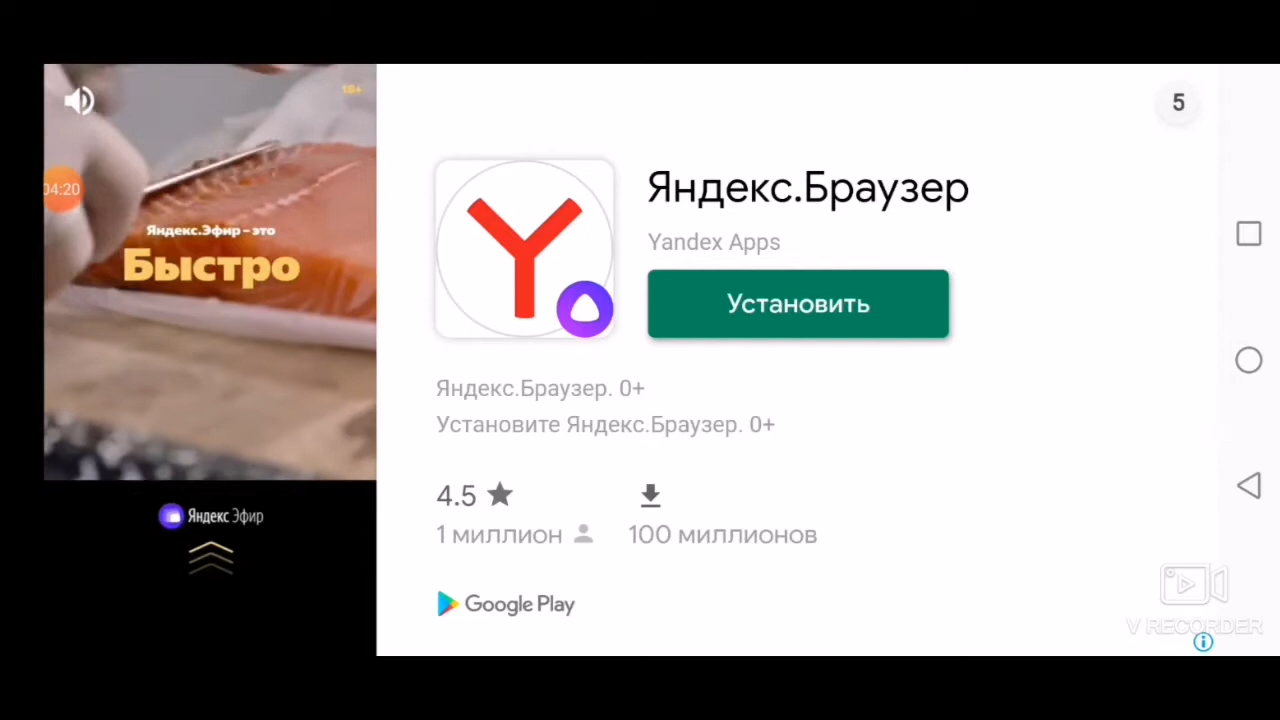 18+
04:20
Яндекс.Эфир – это
Быстро
Яндекс Эфир
5
Яндекс.Браузер
Yandex Apps
Установить
Яндекс.Браузер. 0+
Установите Яндекс.Браузер. 0+
4.5
1 миллион
100 миллионов
Google Play
V RECORDER